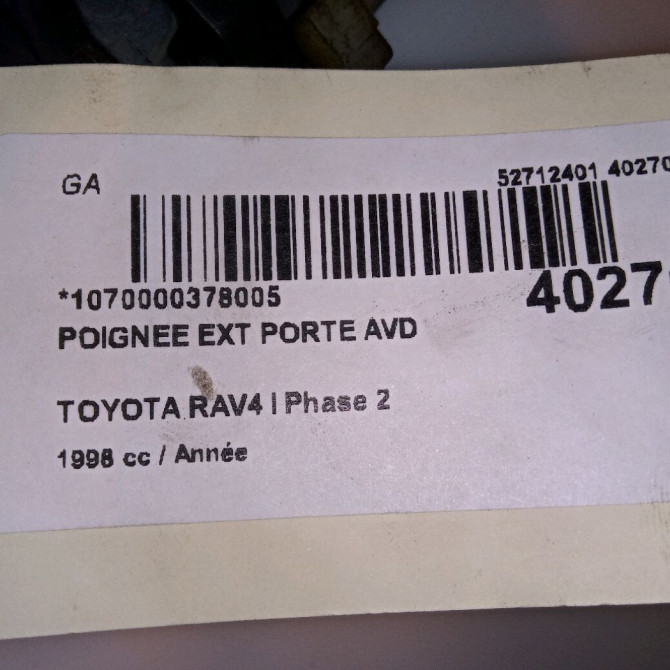 GA
52712401 40270
*1070000378005
4027
POIGNEE EXT PORTE AVD
TOYOTA RAV4 I Phase 2
1998 cc / Année